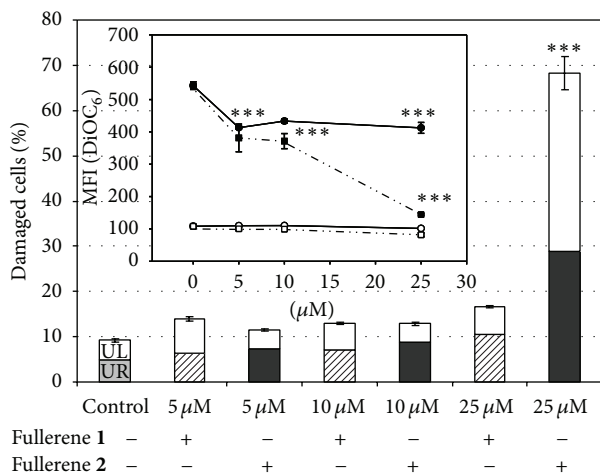 80
70
60
50
40
30
20
10
0
Damaged cells (%)
700
600
500
400
300
200
100
0
MFI (DiOC6)
***
***
***
***
***
0 5 10 15 20 25 30
(μM)
UL
UR
Control 5 μM 5 μM 10 μM 10 μM 25 μM 25 μM
Fullerene 1 − + − + − + −
Fullerene 2 − − + − + − +